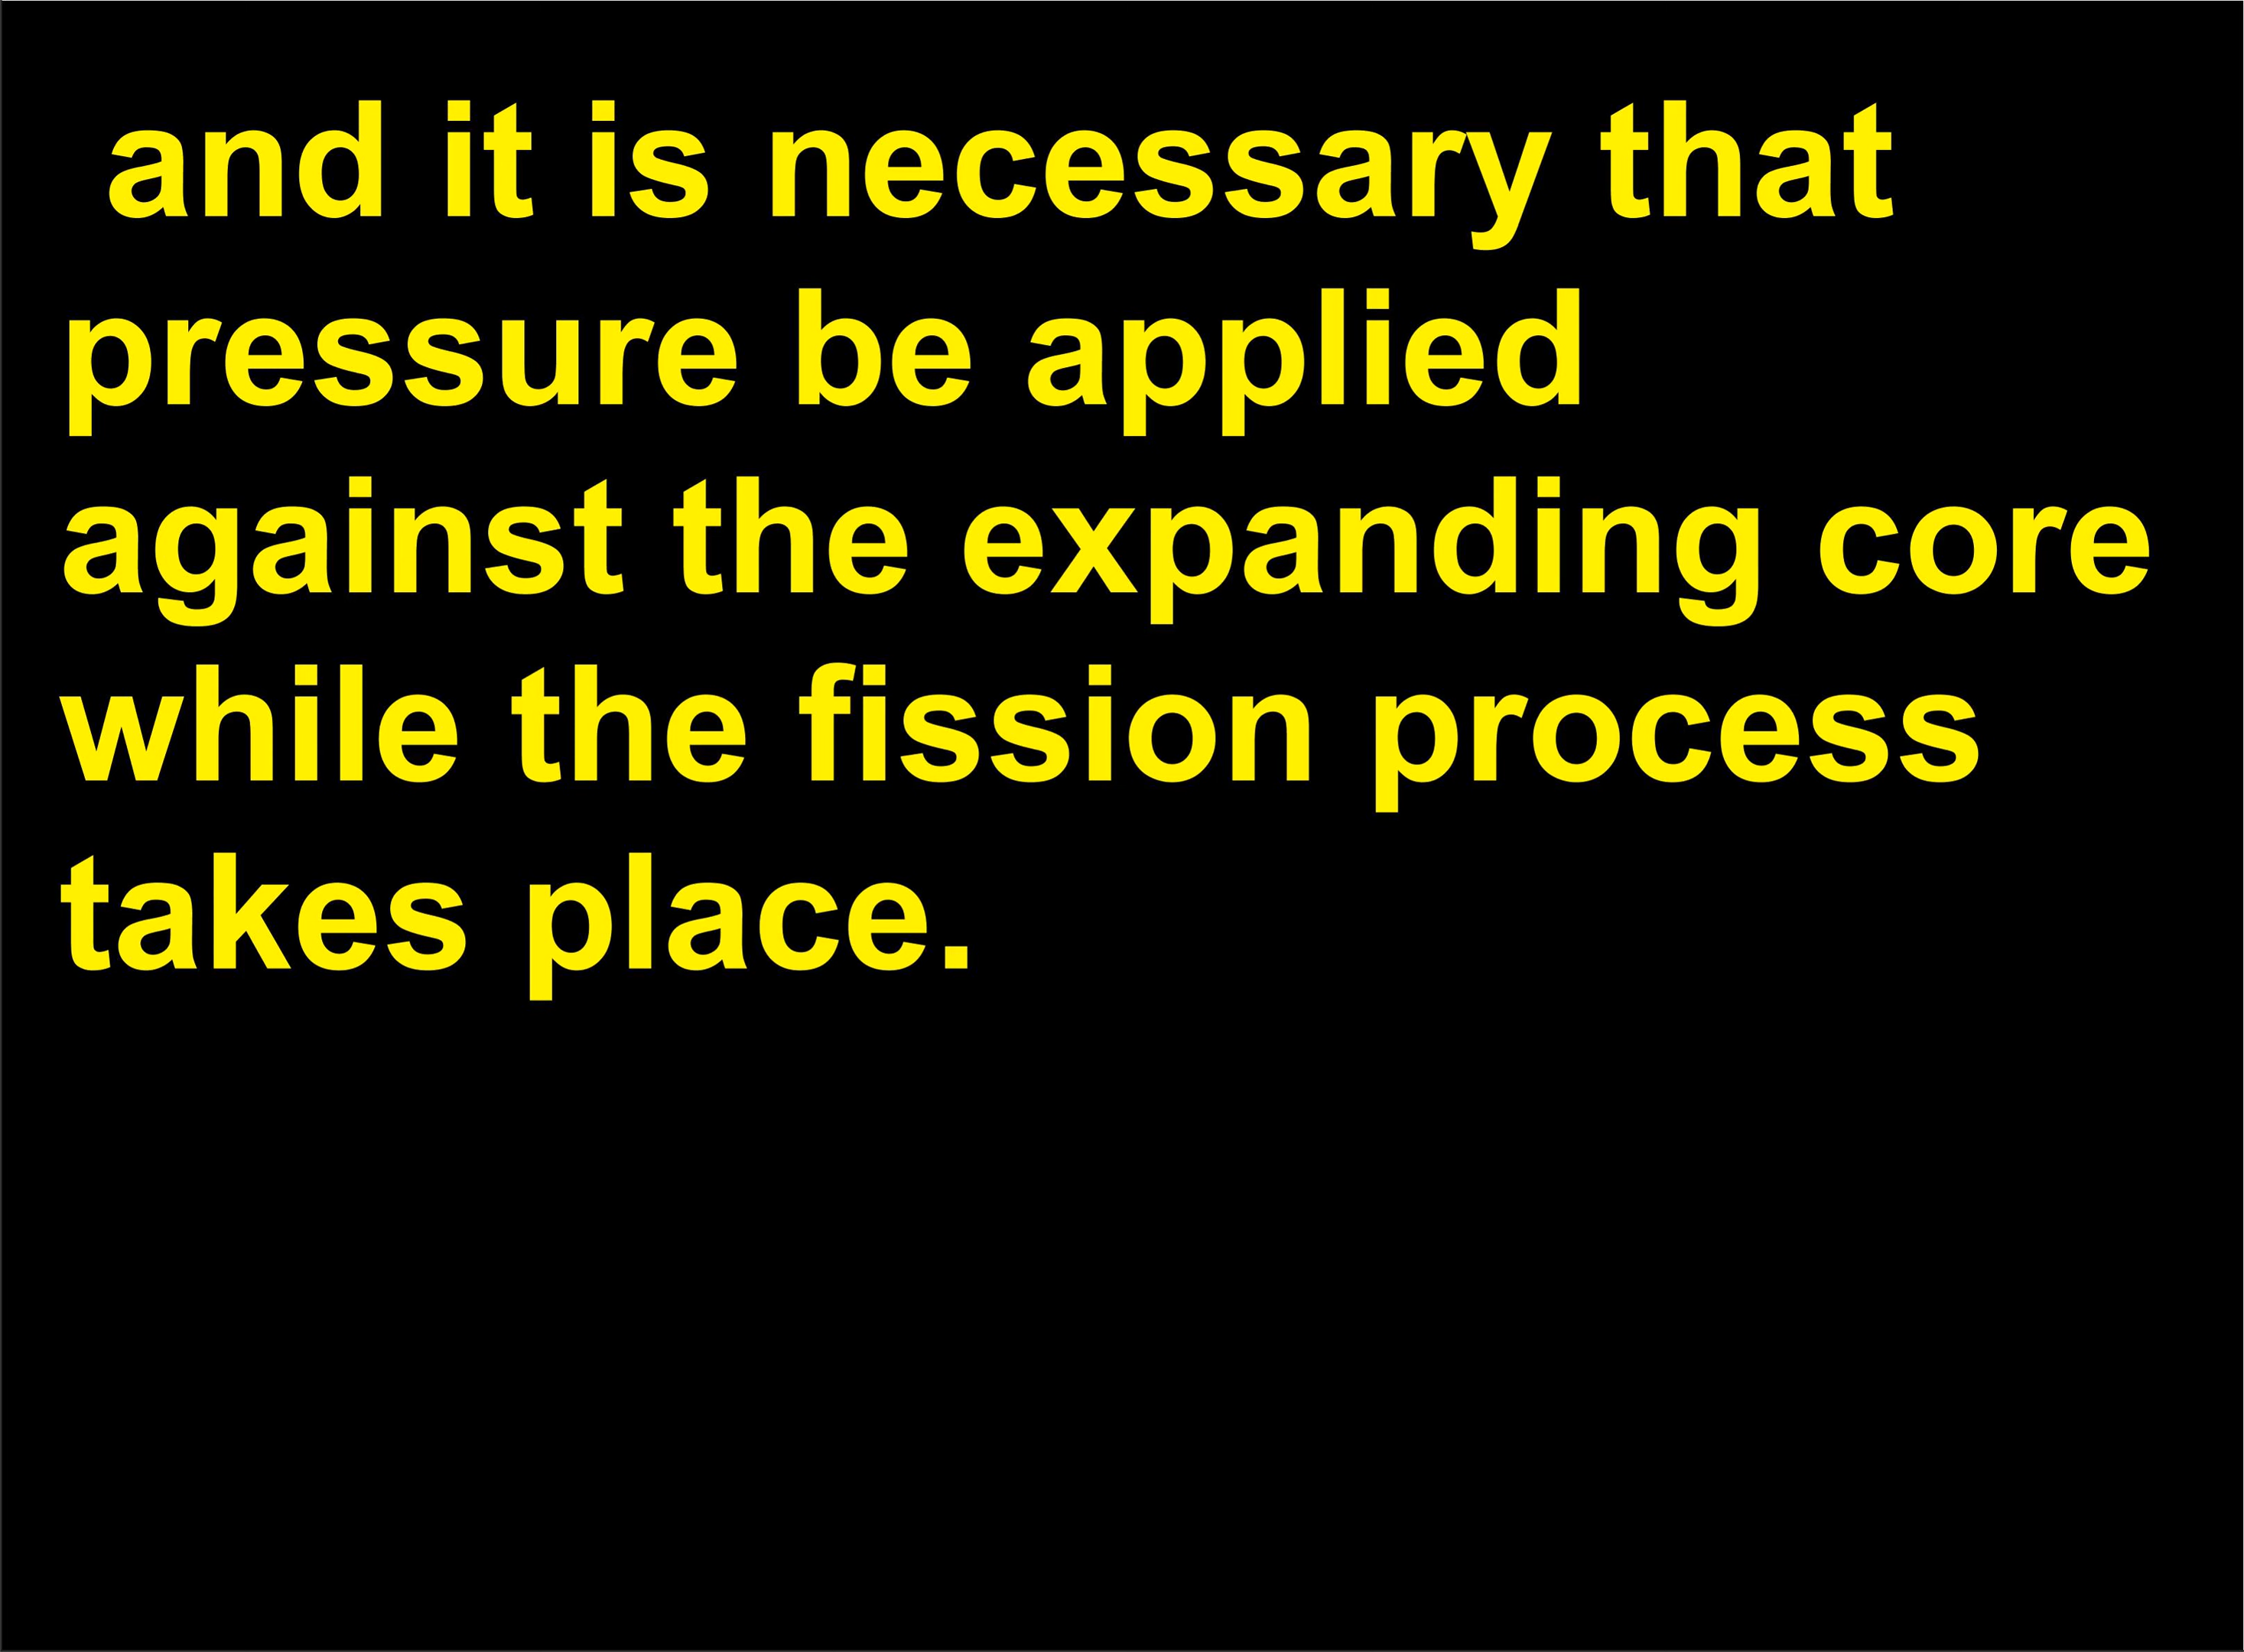 and it is necessary that
pressure be applied
against the expanding core
while the fission process
takes place.